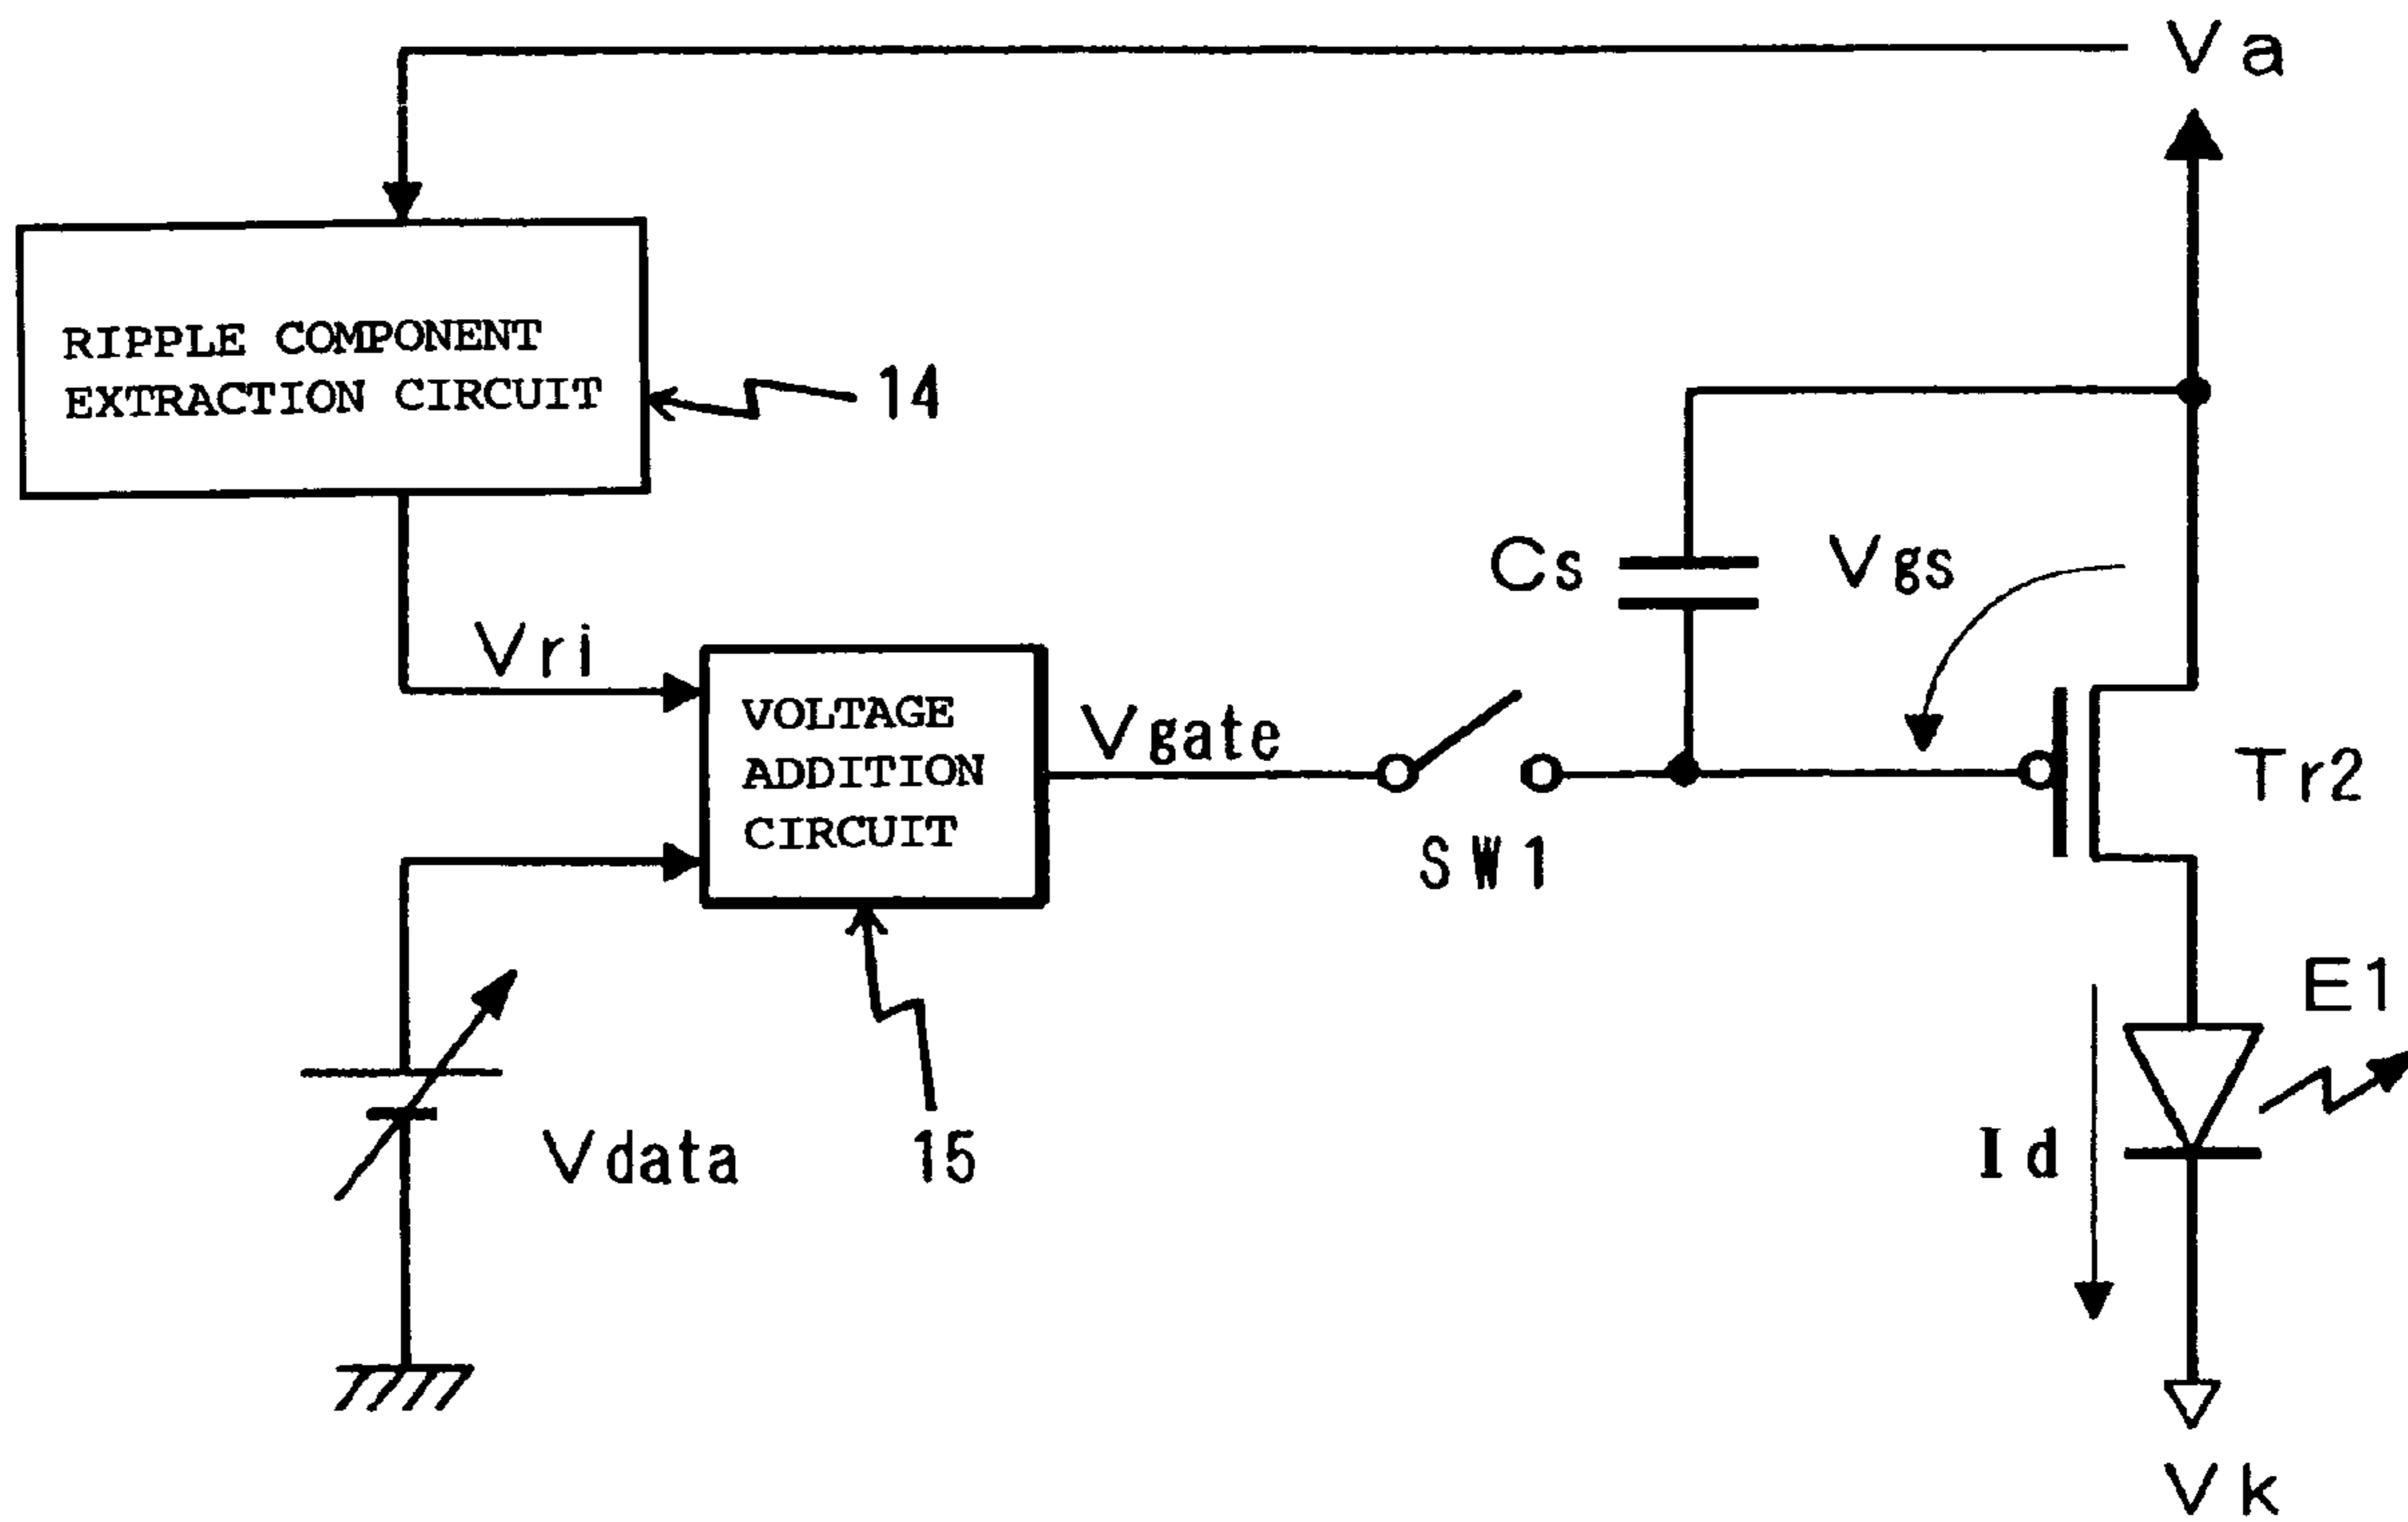 Va
RIPPLE COMPONENT
EXTRACTION CIRCUIT
14
Cs
Vgs
Vri
VOLTAGE
ADDITION
CIRCUIT
Vgate
Tr2
SW1
E1
Vdata
15
Id
Vk